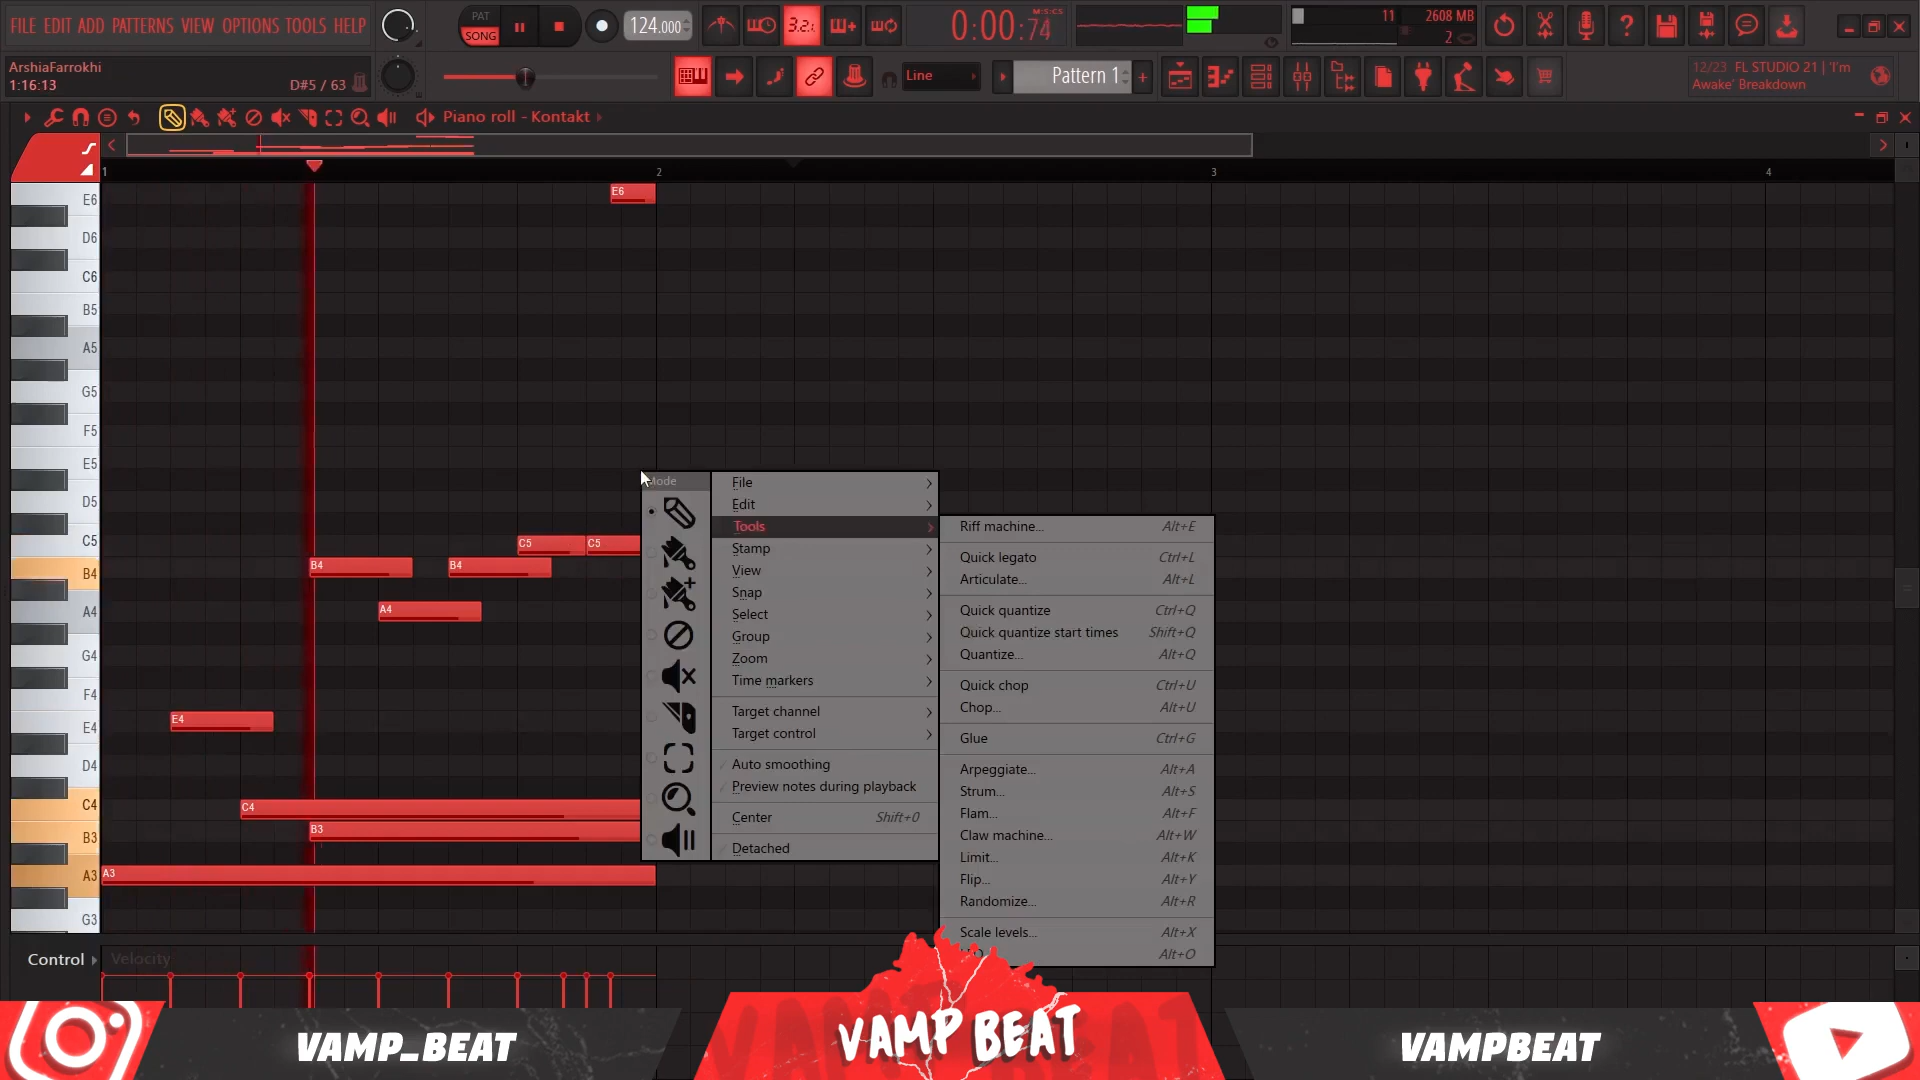 FILE EDIT ADD PATTERNS VIEW OPTIONS TOOLS HELP
PAT
SONG
124.000
3.2.
0:00:74
M:S:CS
11
2608 MB
2
ArshiaFarrokhi
1:16:13
D#5 / 63
Line
Pattern 1
12/23 FL STUDIO 21 | 'I'm
Awake' Breakdown
Piano roll - Kontakt
1
2
3
4
E6
E6
D6
C6
B5
A5
G5
F5
E5
D5
C5
C5
C5
B4
B4
B4
A4
A4
G4
F4
E4
E4
D4
C4
C4
B3
B3
A3
A3
G3
Mode
File
Edit
Tools
Stamp
View
Snap
Select
Group
Zoom
Time markers
Target channel
Target control
Auto smoothing
Preview notes during playback
Center Shift+0
Detached
Riff machine... Alt+E
Quick legato Ctrl+L
Articulate... Alt+L
Quick quantize Ctrl+Q
Quick quantize start times Shift+Q
Quantize... Alt+Q
Quick chop Ctrl+U
Chop... Alt+U
Glue Ctrl+G
Arpeggiate... Alt+A
Strum... Alt+S
Flam... Alt+F
Claw machine... Alt+W
Limit... Alt+K
Flip... Alt+Y
Randomize... Alt+R
Scale levels... Alt+X
Alt+O
Control
Velocity
VAMP_BEAT
VAMP BEAT
VAMPBEAT